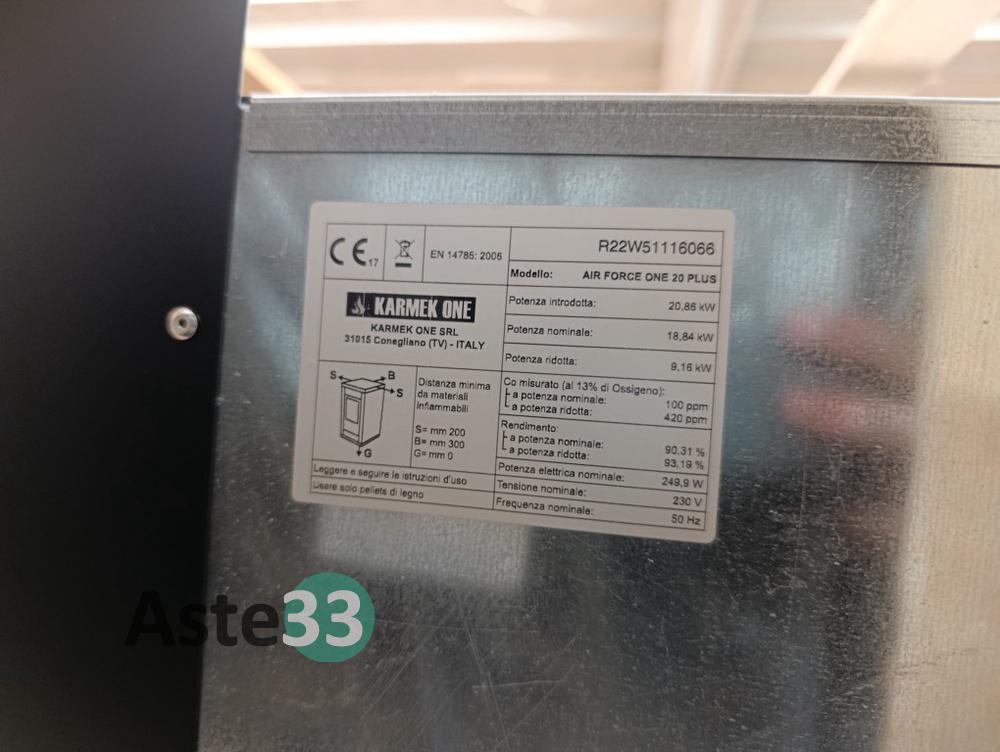 CE 17
EN 14785: 2006
R22W51116066
Modello: AIR FORCE ONE 20 PLUS
KARMEK ONE
KARMEK ONE SRL
31015 Conegliano (TV) - ITALY
Potenza introdotta: 20,86 kW
Potenza nominale: 18,84 kW
Potenza ridotta: 9,16 kW
S B
S
G
Distanza minima
da materiali
infiammabili
S= mm 200
B= mm 300
G= mm 0
Co misurato (al 13% di Ossigeno):
a potenza nominale: 100 ppm
a potenza ridotta: 420 ppm
Rendimento:
a potenza nominale: 90.31 %
a potenza ridotta: 93.19 %
Leggere e seguire le istruzioni d'uso
Usare solo pellets di legno
Potenza elettrica nominale: 249,9 W
Tensione nominale: 230 V
Frequenza nominale: 50 Hz
Aste33